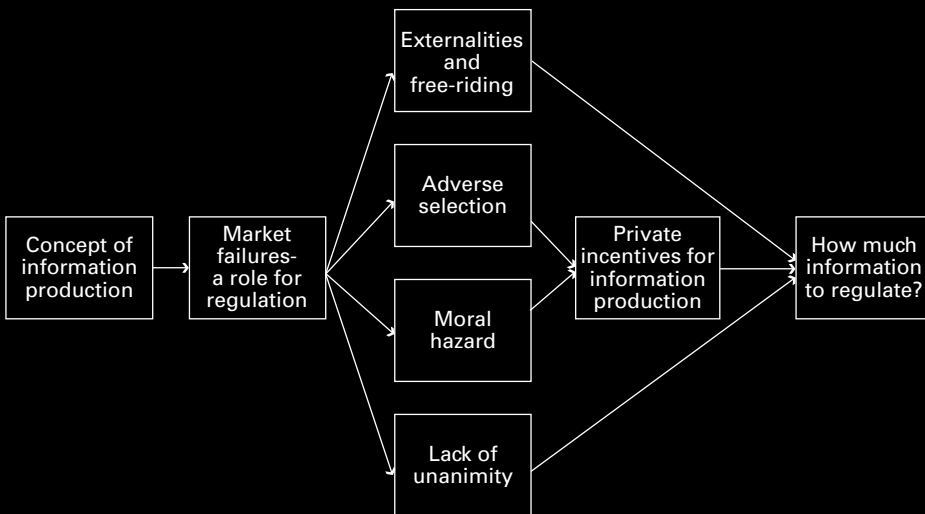 Externalities
and
free-riding
Adverse
selection
Concept of
information
production
Market
failures-
a role for
regulation
Private
incentives for
information
production
How much
information
to regulate?
Moral
hazard
Lack of
unanimity